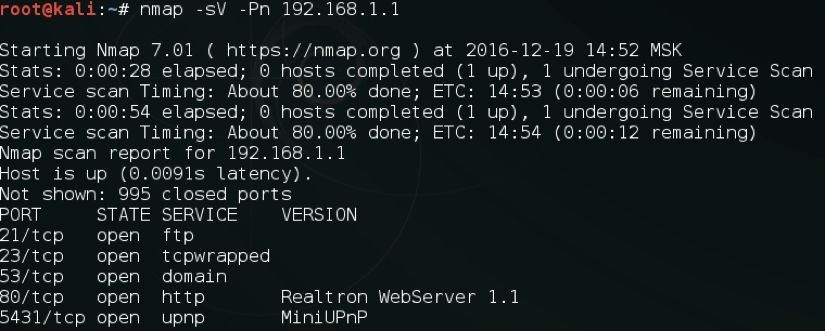 root@kali:~# nmap -sV -Pn 192.168.1.1
Starting Nmap 7.01 ( https://nmap.org ) at 2016-12-19 14:52 MSK
Stats: 0:00:28 elapsed; 0 hosts completed (1 up), 1 undergoing Service Scan
Service scan Timing: About 80.00% done; ETC: 14:53 (0:00:06 remaining)
Stats: 0:00:54 elapsed; 0 hosts completed (1 up), 1 undergoing Service Scan
Service scan Timing: About 80.00% done; ETC: 14:54 (0:00:12 remaining)
Nmap scan report for 192.168.1.1
Host is up (0.0091s latency).
Not shown: 995 closed ports
PORT     STATE SERVICE    VERSION
21/tcp   open  ftp
23/tcp   open  tcpwrapped
53/tcp   open  domain
80/tcp   open  http       Realtron WebServer 1.1
5431/tcp open  upnp       MiniUPnP